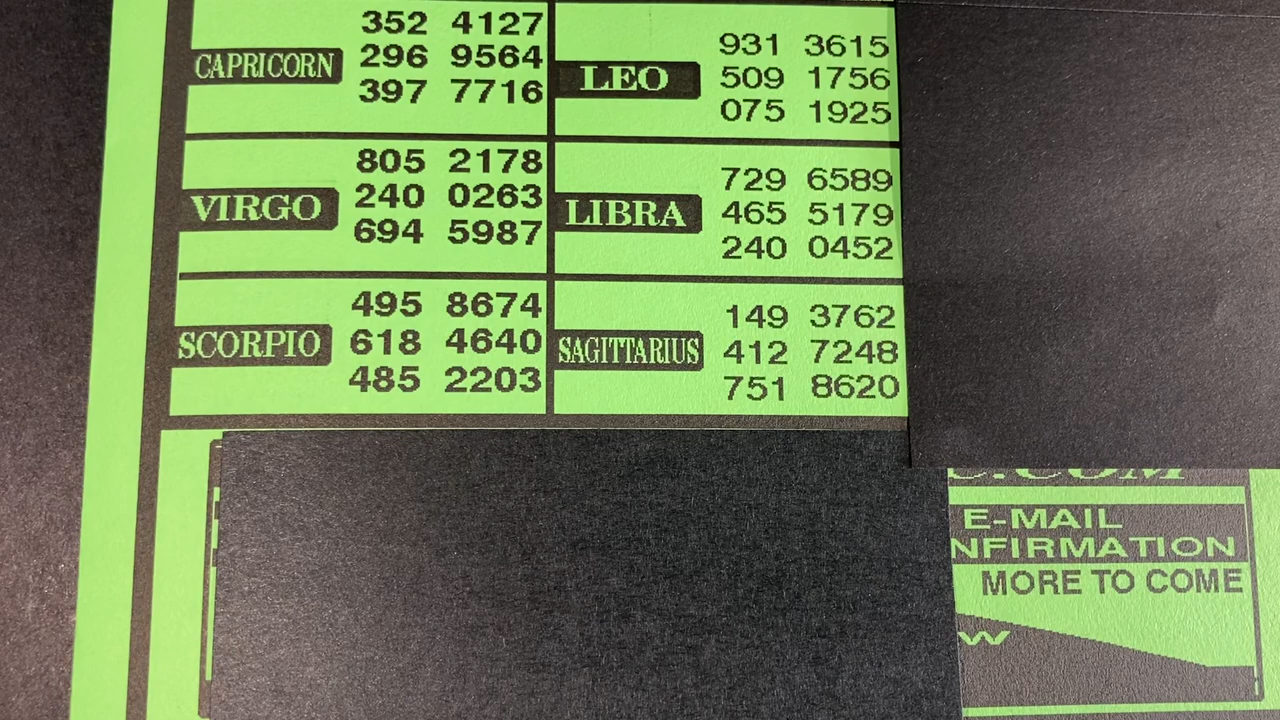 CAPRICORN
352 4127
296 9564
397 7716
LEO
931 3615
509 1756
075 1925
VIRGO
805 2178
240 0263
694 5987
LIBRA
729 6589
465 5179
240 0452
SCORPIO
495 8674
618 4640
485 2203
SAGITTARIUS
149 3762
412 7248
751 8620
.COM
E-MAIL
NFIRMATION
MORE TO COME
W